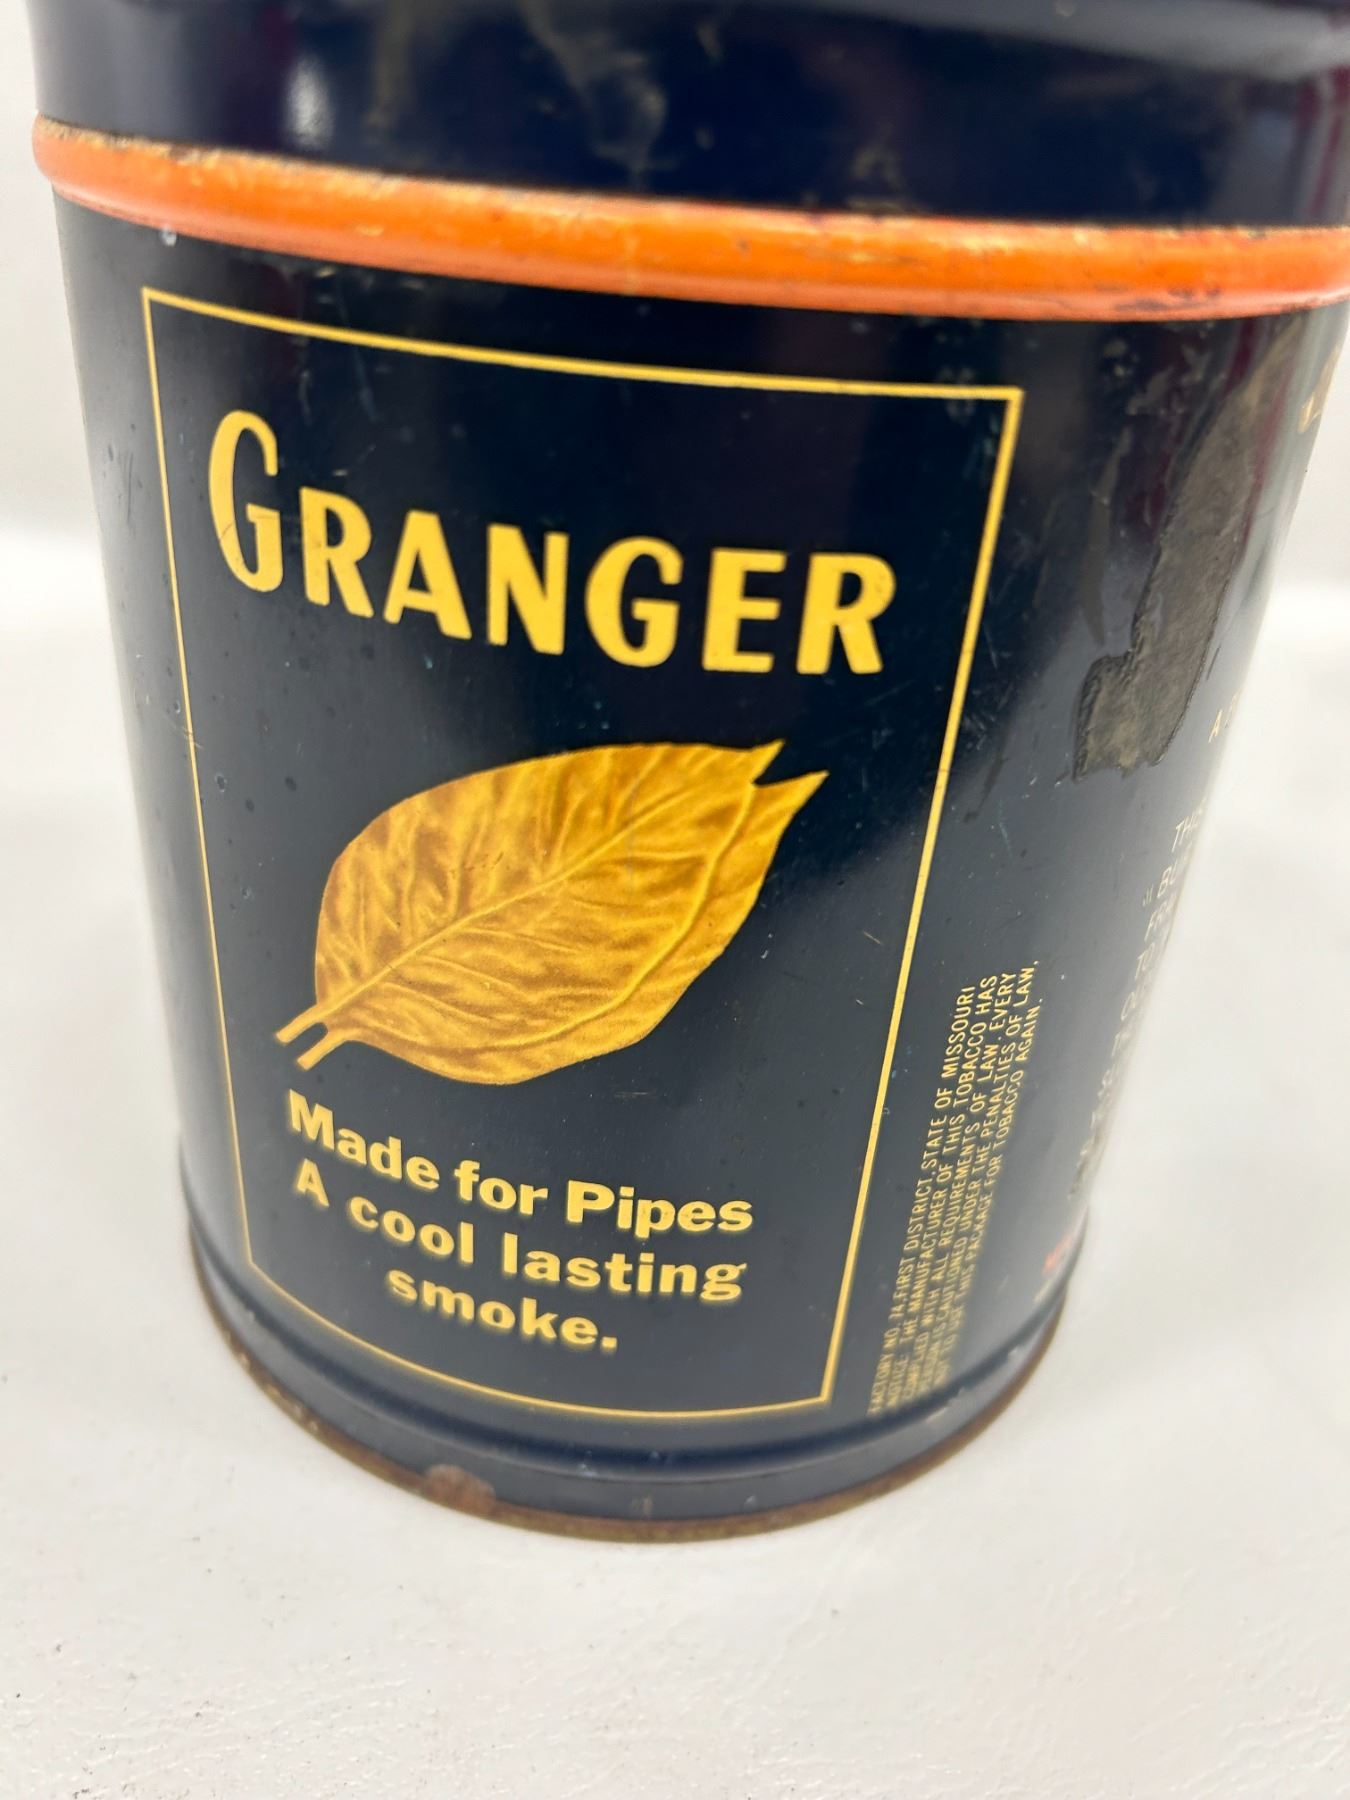 GRANGER
Made for Pipes
A cool lasting
smoke.
FACTORY NO. 74, FIRST DISTRICT, STATE OF MISSOURI
NOTICE: THE MANUFACTURER OF THIS TOBACCO HAS
COMPLIED WITH ALL REQUIREMENTS OF LAW. EVERY
PERSON IS CAUTIONED UNDER THE PENALTIES OF LAW,
NOT TO USE THIS PACKAGE FOR TOBACCO AGAIN.